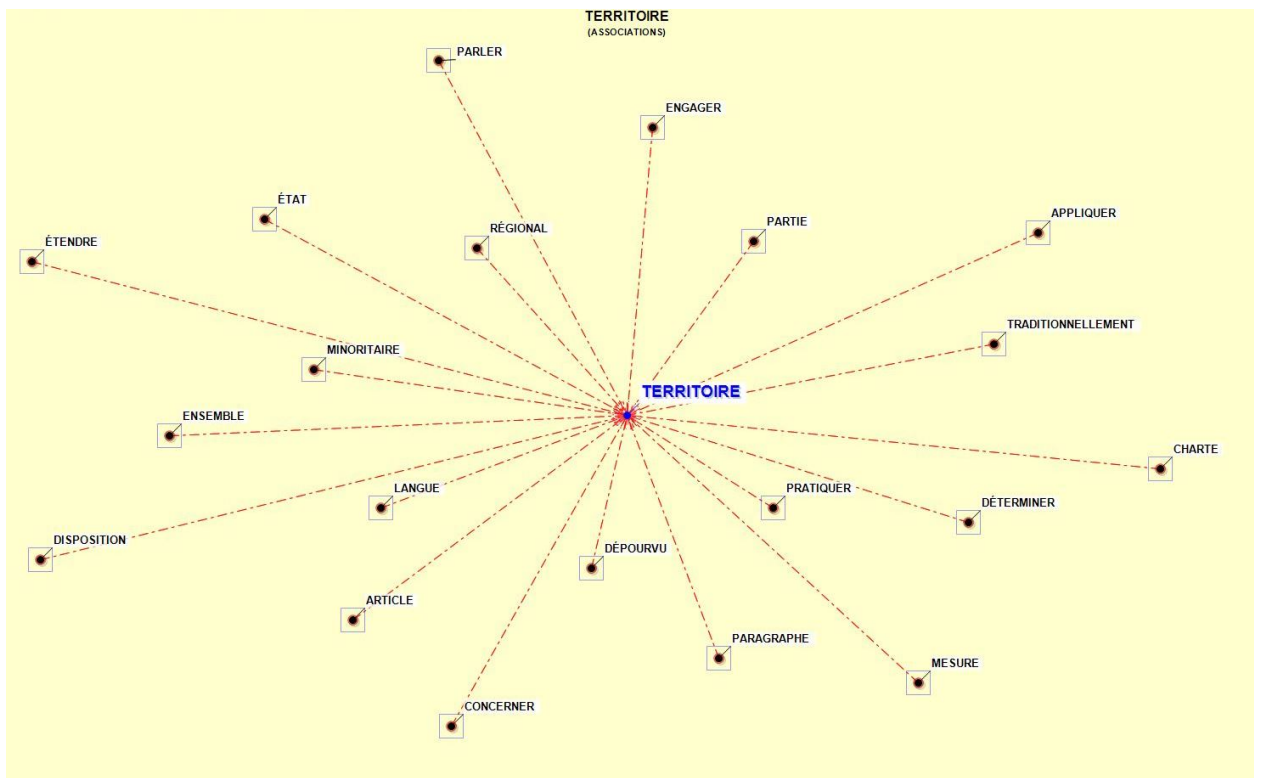 TERRITOIRE
(ASSOCIATIONS)
PARLER
ENGAGER
ÉTAT
APPLIQUER
PARTIE
RÉGIONAL
ÉTENDRE
TRADITIONNELLEMENT
MINORITAIRE
TERRITOIRE
ENSEMBLE
CHARTE
LANGUE
PRATIQUER
DÉTERMINER
DISPOSITION
DÉPOURVU
ARTICLE
PARAGRAPHE
MESURE
CONCERNER